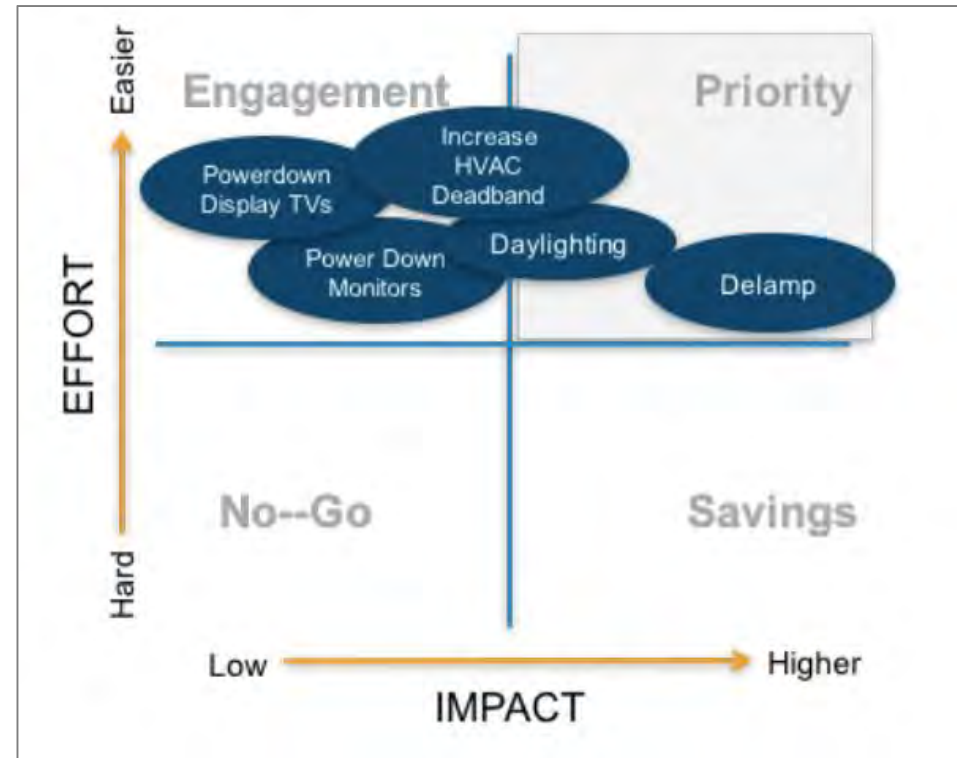 Easier
Engagement
Priority
Increase
HVAC
Deadband
Powerdown
Display TVs
Daylighting
Power Down
Monitors
Delamp
EFFORT
No--Go
Savings
Hard
Low
Higher
IMPACT